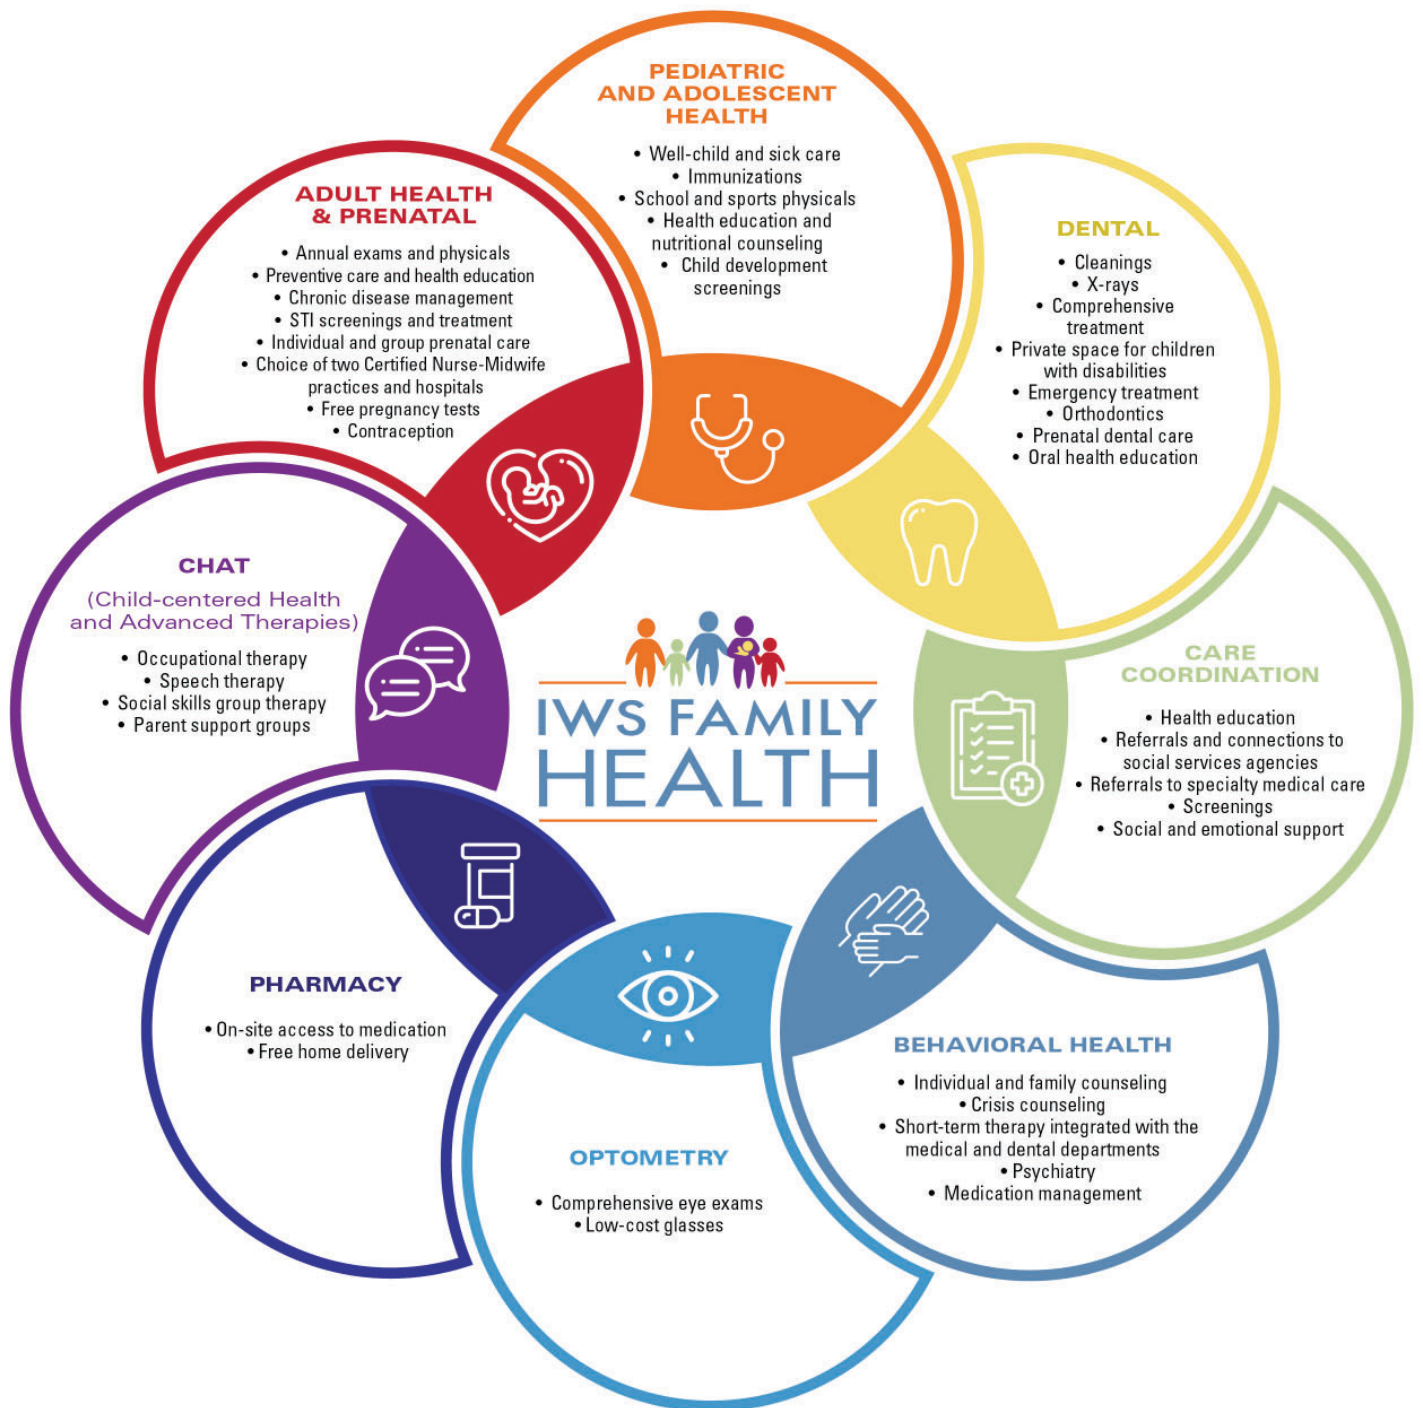 PEDIATRIC
AND ADOLESCENT
HEALTH
• Well-child and sick care
• Immunizations
• School and sports physicals
• Health education and
nutritional counseling
• Child development
screenings
DENTAL
• Cleanings
• X-rays
• Comprehensive
treatment
• Private space for children
with disabilities
• Emergency treatment
• Orthodontics
• Prenatal dental care
• Oral health education
CARE
COORDINATION
• Health education
• Referrals and connections to
social services agencies
• Referrals to specialty medical care
• Screenings
• Social and emotional support
BEHAVIORAL HEALTH
• Individual and family counseling
• Crisis counseling
• Short-term therapy integrated with the
medical and dental departments
• Psychiatry
• Medication management
OPTOMETRY
• Comprehensive eye exams
• Low-cost glasses
PHARMACY
• On-site access to medication
• Free home delivery
CHAT
(Child-centered Health
and Advanced Therapies)
• Occupational therapy
• Speech therapy
• Social skills group therapy
• Parent support groups
ADULT HEALTH
& PRENATAL
• Annual exams and physicals
• Preventive care and health education
• Chronic disease management
• STI screenings and treatment
• Individual and group prenatal care
• Choice of two Certified Nurse-Midwife
practices and hospitals
• Free pregnancy tests
• Contraception
IWS FAMILY
HEALTH